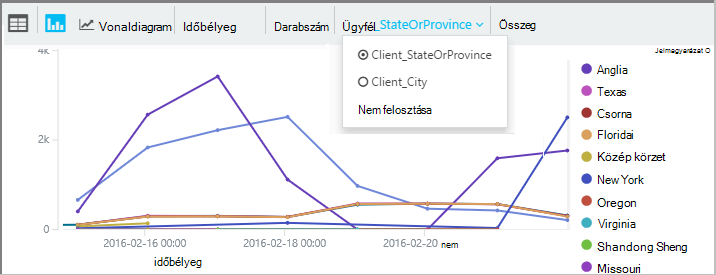 Vonaldiagram Időbélyeg Darabszám Ügyfél_StateOrProvince Összeg
Jelmagyarázat
Client_StateOrProvince
Client_City
Nem felosztása
4k
2k
0
2016-02-16 00:00 2016-02-18 00:00 2016-02-20 nem
időbélyeg
Anglia
Texas
Csorna
Floridai
Közép körzet
New York
Oregon
Virginia
Shandong Sheng
Missouri